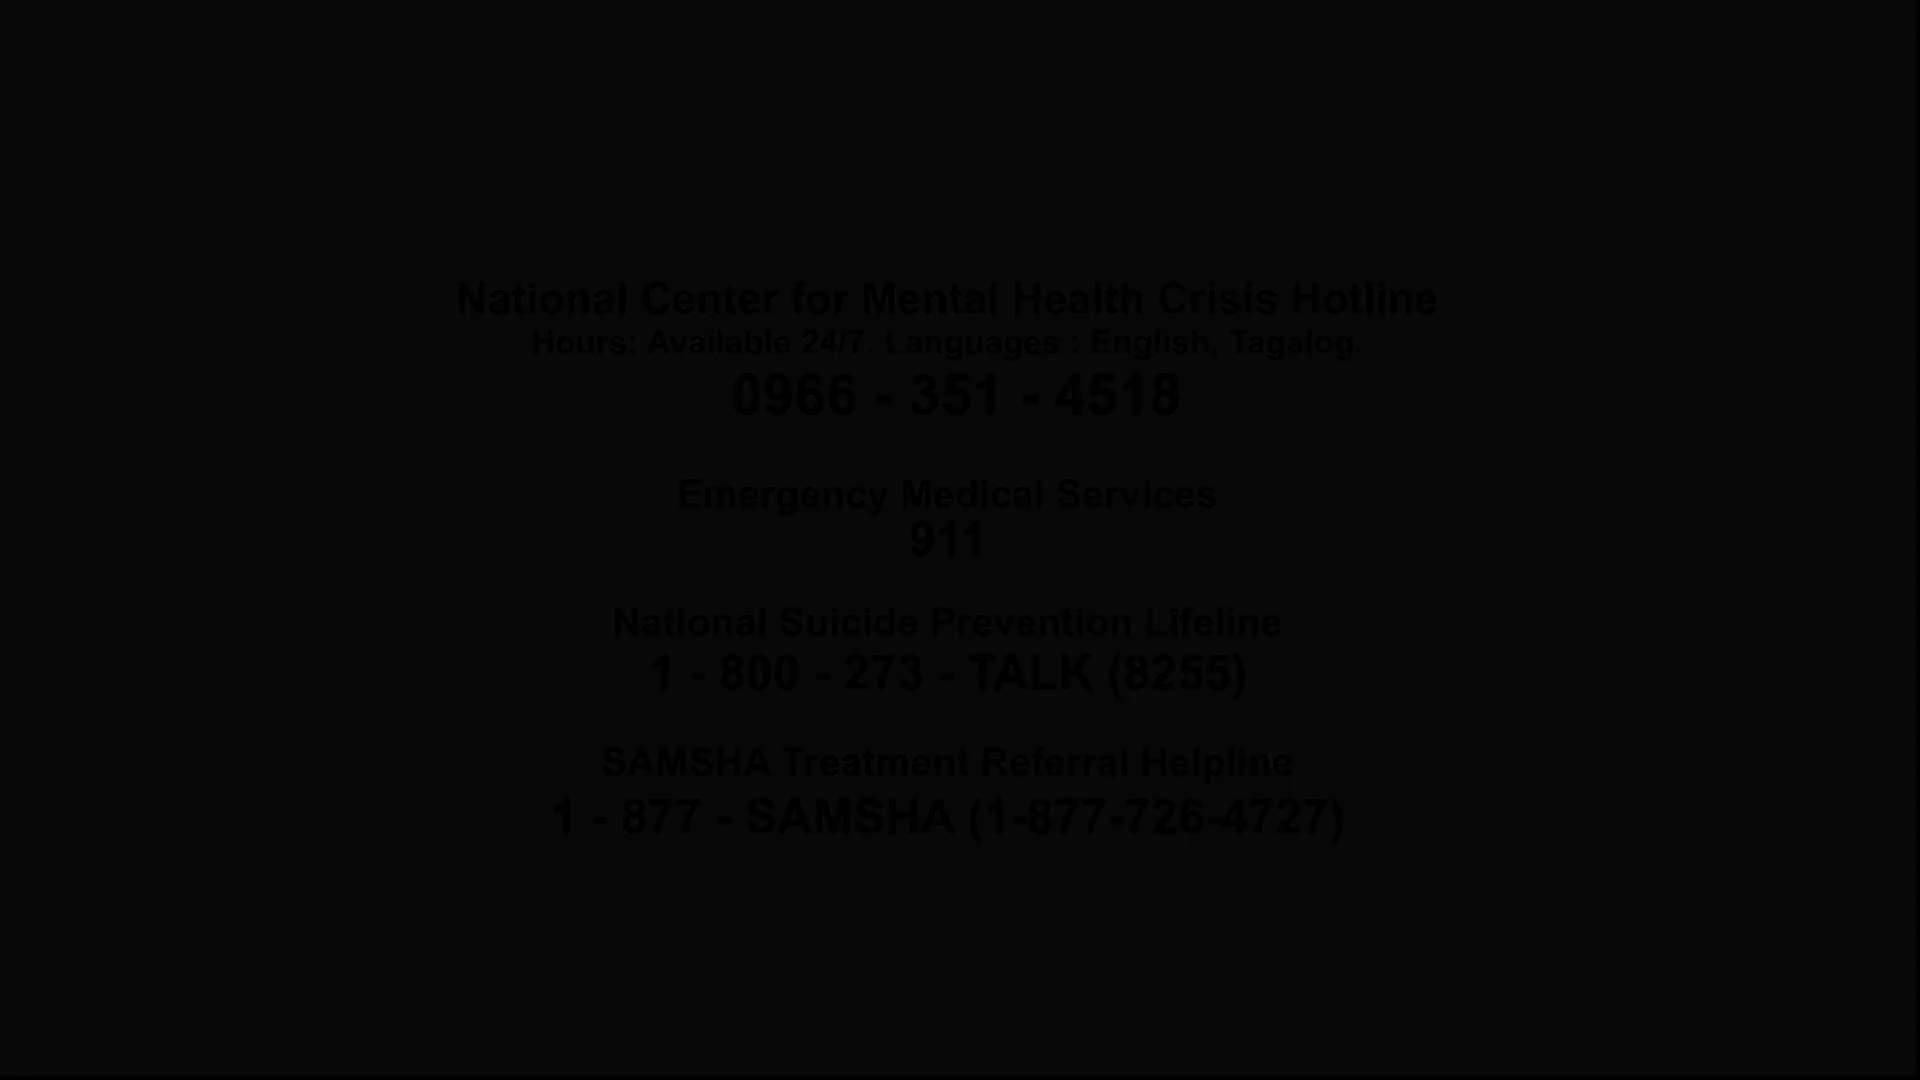 National Center for Mental Health Crisis Hotline
Hours: Available 24/7. Languages : English, Tagalog.
0966 - 351 - 4518
Emergency Medical Services
911
National Suicide Prevention Lifeline
1 - 800 - 273 - TALK (8255)
SAMSHA Treatment Referral Helpline
1 - 877 - SAMSHA (1-877-726-4727)